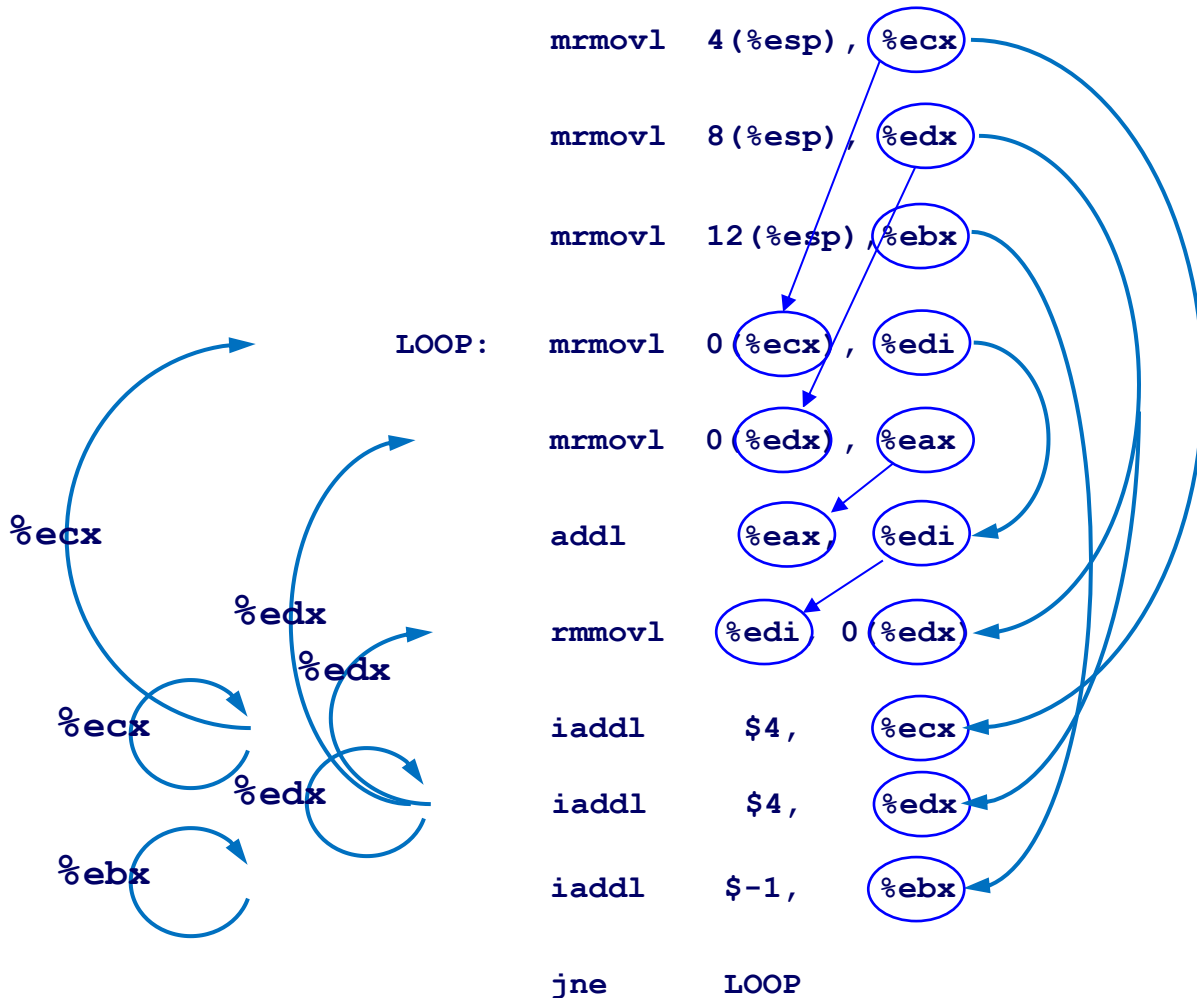 mrmovl 4(%esp), %ecx
mrmovl 8(%esp), %edx
mrmovl 12(%esp),%ebx
LOOP: mrmovl 0(%ecx), %edi
mrmovl 0(%edx), %eax
%ecx
addl %eax, %edi
%edx
rmmovl %edi 0(%edx)
%edx
%ecx
iaddl $4, %ecx
%edx
iaddl $4, %edx
%ebx
iaddl $-1, %ebx
jne LOOP